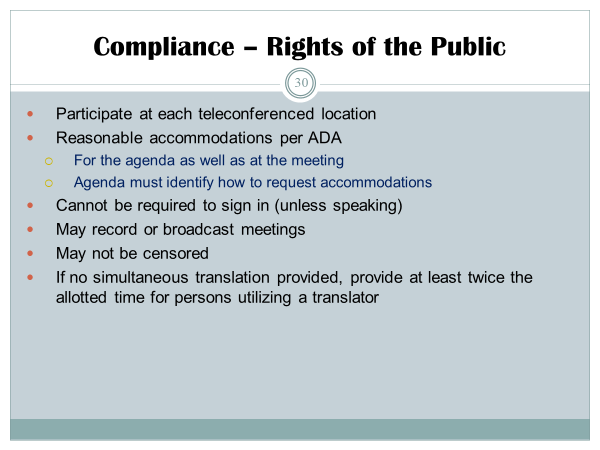 Compliance – Rights of the Public
30
Participate at each teleconferenced location
Reasonable accommodations per ADA
For the agenda as well as at the meeting
Agenda must identify how to request accommodations
Cannot be required to sign in (unless speaking)
May record or broadcast meetings
May not be censored
If no simultaneous translation provided, provide at least twice the
allotted time for persons utilizing a translator